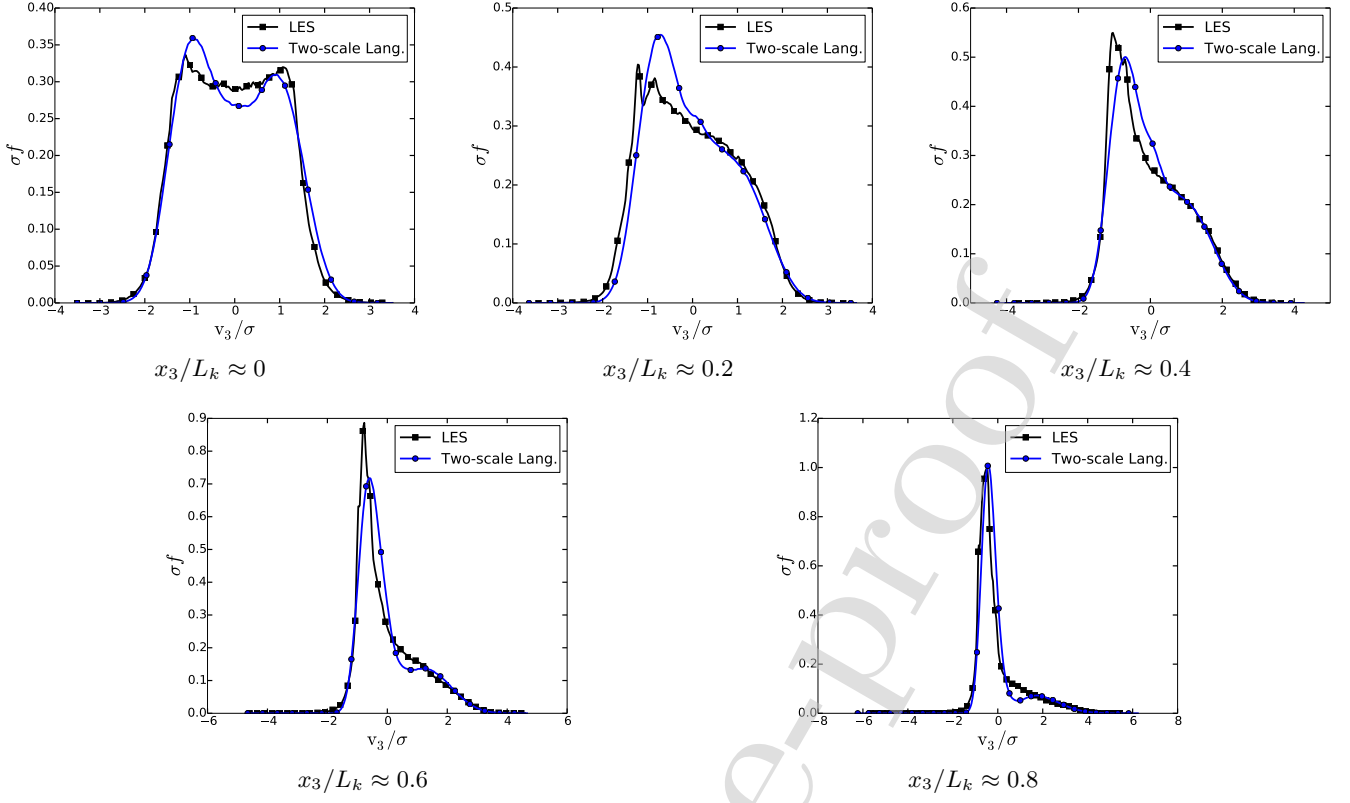 0.40
0.35
0.30
0.25
0.20
0.15
0.10
0.05
0.00
σf
−4 −3 −2 −1 0 1 2 3 4
v₃/σ
LES
Two-scale Lang.
x₃/Lₖ ≈ 0
0.5
0.4
0.3
0.2
0.1
0.0
σf
−4 −3 −2 −1 0 1 2 3 4
v₃/σ
LES
Two-scale Lang.
x₃/Lₖ ≈ 0.2
0.6
0.5
0.4
0.3
0.2
0.1
0.0
σf
−4 −2 0 2 4
v₃/σ
LES
Two-scale Lang.
x₃/Lₖ ≈ 0.4
0.9
0.8
0.7
0.6
0.5
0.4
0.3
0.2
0.1
0.0
σf
−6 −4 −2 0 2 4 6
v₃/σ
LES
Two-scale Lang.
x₃/Lₖ ≈ 0.6
1.2
1.0
0.8
0.6
0.4
0.2
0.0
σf
−8 −6 −4 −2 0 2 4 6 8
v₃/σ
LES
Two-scale Lang.
x₃/Lₖ ≈ 0.8
e-proof